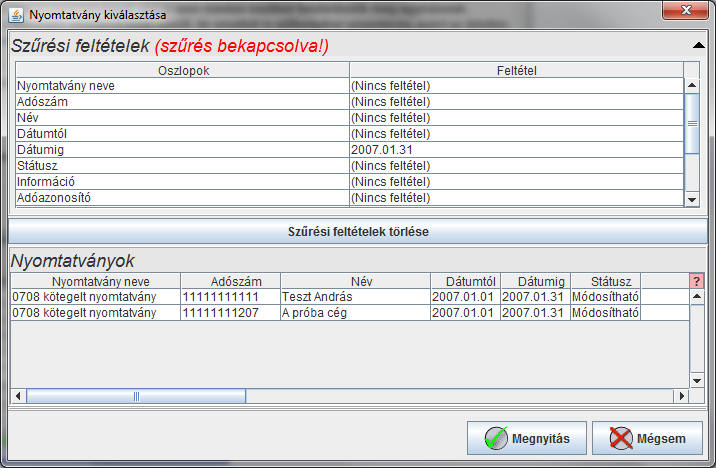 Nyomtatvány kiválasztása
Szűrési feltételek (szűrés bekapcsolva!)
Oszlopok Feltétel
Nyomtatvány neve (Nincs feltétel)
Adószám (Nincs feltétel)
Név (Nincs feltétel)
Dátumtól (Nincs feltétel)
Dátumig 2007.01.31
Státusz (Nincs feltétel)
Információ (Nincs feltétel)
Adóazonosító (Nincs feltétel)
Szűrési feltételek törlése
Nyomtatványok
Nyomtatvány neve Adószám Név Dátumtól Dátumig Státusz ?
0708 kötegelt nyomtatvány 11111111111 Teszt András 2007.01.01 2007.01.31 Módosítható
0708 kötegelt nyomtatvány 11111111207 A próba cég 2007.01.01 2007.01.31 Módosítható
Megnyitás Mégsem